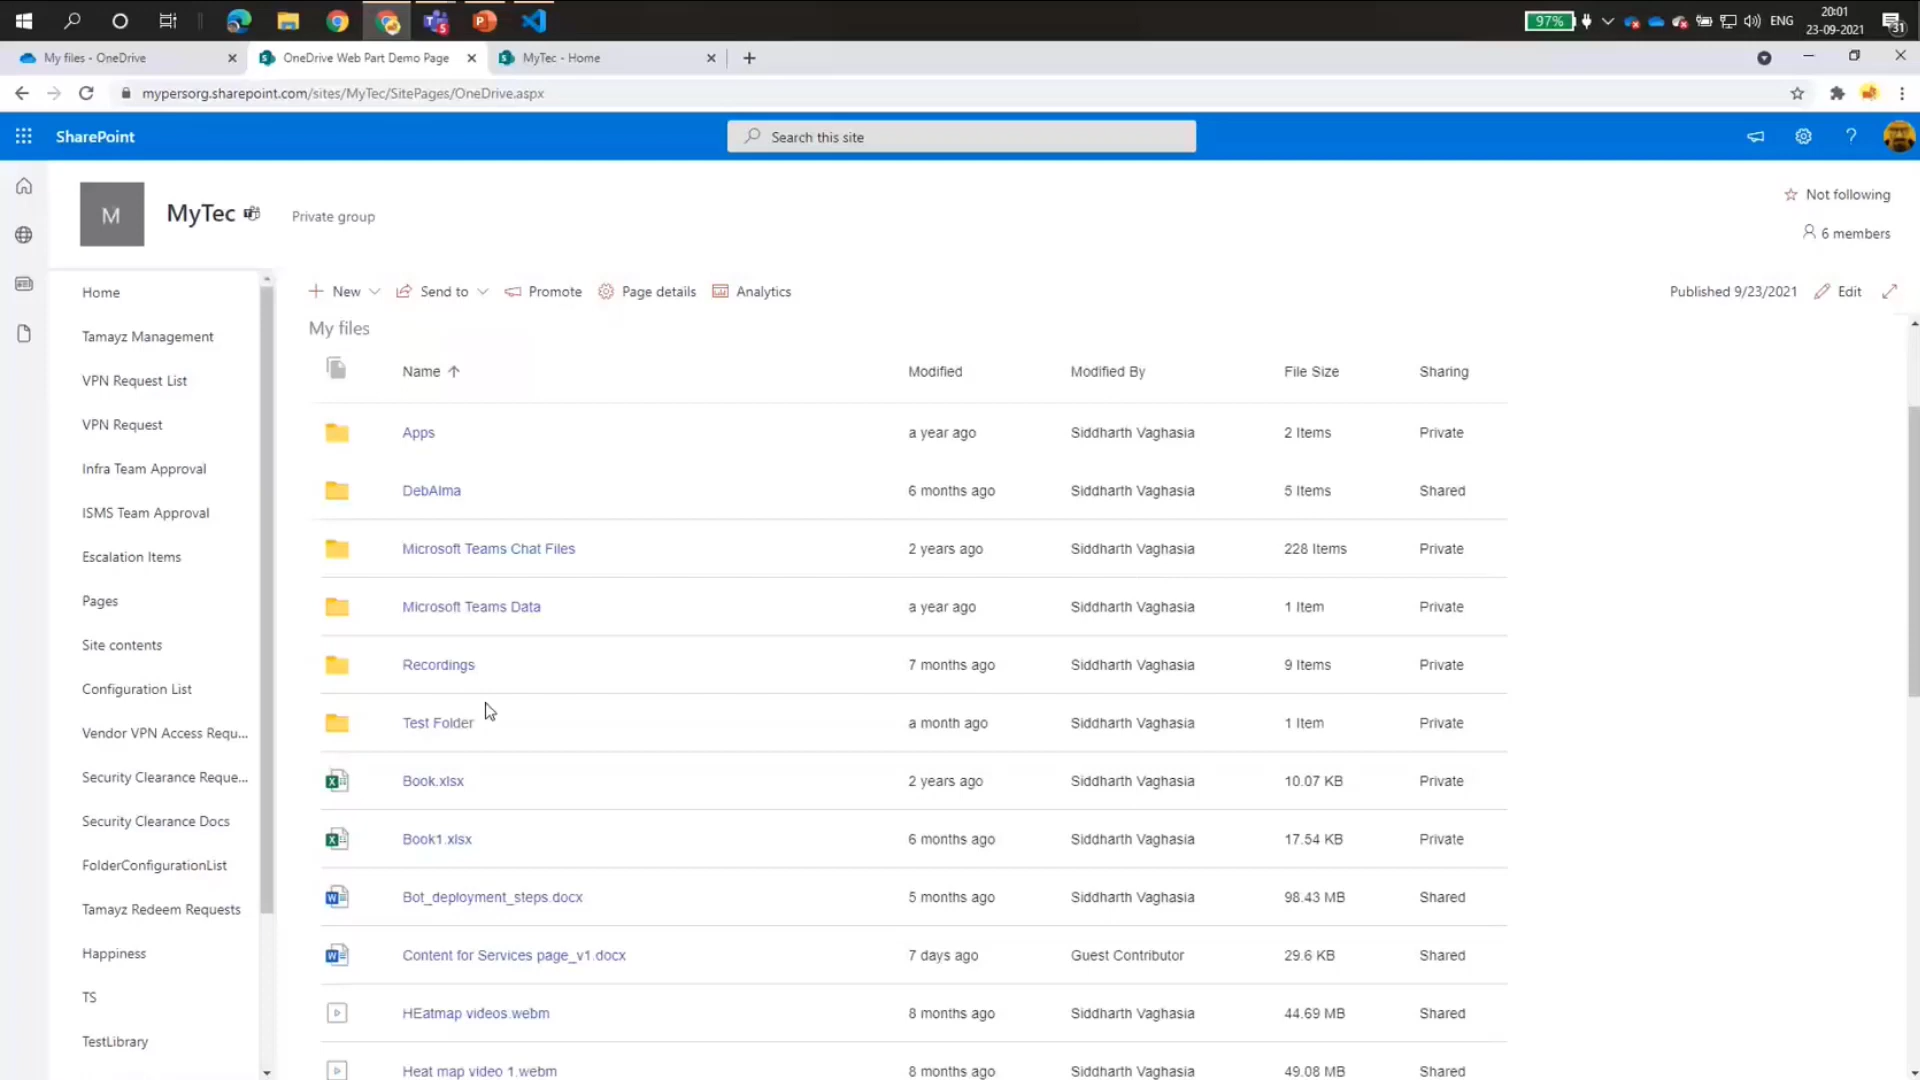 97%
ENG
20:01
23-09-2021
31
My files - OneDrive
OneDrive Web Part Demo Page
MyTec - Home
mypersorg.sharepoint.com/sites/MyTec/SitePages/OneDrive.aspx
SharePoint
Search this site
M
MyTec
Private group
Not following
6 members
Home
Tamayz Management
VPN Request List
VPN Request
Infra Team Approval
ISMS Team Approval
Escalation Items
Pages
Site contents
Configuration List
Vendor VPN Access Requ...
Security Clearance Reque...
Security Clearance Docs
FolderConfigurationList
Tamayz Redeem Requests
Happiness
TS
TestLibrary
New Send to Promote Page details Analytics
Published 9/23/2021 Edit
My files
Name Modified Modified By File Size Sharing
Apps a year ago Siddharth Vaghasia 2 Items Private
DebAlma 6 months ago Siddharth Vaghasia 5 Items Shared
Microsoft Teams Chat Files 2 years ago Siddharth Vaghasia 228 Items Private
Microsoft Teams Data a year ago Siddharth Vaghasia 1 Item Private
Recordings 7 months ago Siddharth Vaghasia 9 Items Private
Test Folder a month ago Siddharth Vaghasia 1 Item Private
Book.xlsx 2 years ago Siddharth Vaghasia 10.07 KB Private
Book1.xlsx 6 months ago Siddharth Vaghasia 17.54 KB Private
Bot_deployment_steps.docx 5 months ago Siddharth Vaghasia 98.43 MB Shared
Content for Services page_v1.docx 7 days ago Guest Contributor 29.6 KB Shared
HEatmap videos.webm 8 months ago Siddharth Vaghasia 44.69 MB Shared
Heat map video 1.webm 8 months ago Siddharth Vaghasia 49.08 MB Shared